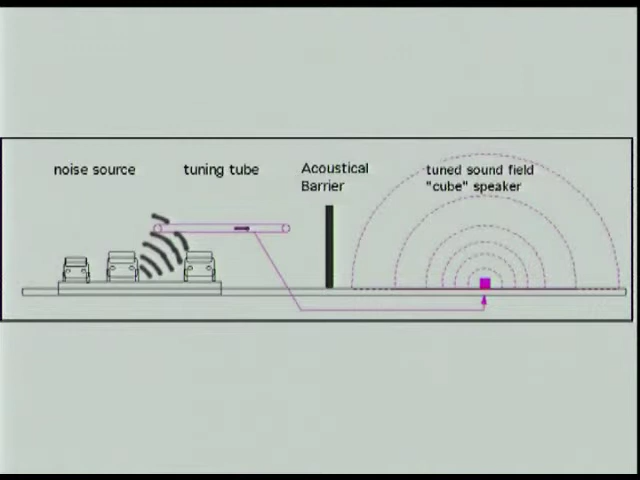 noise source
tuning tube
Acoustical
Barrier
tuned sound field
"cube" speaker